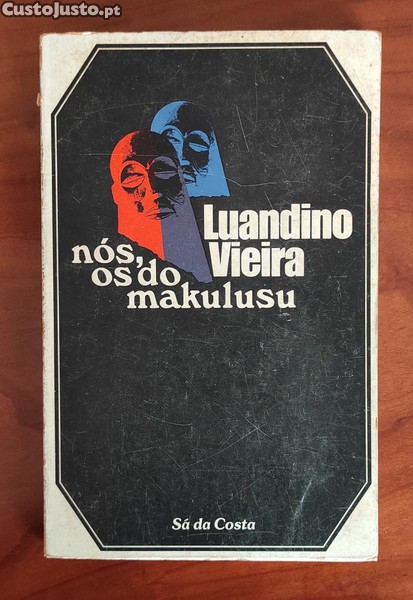 CustoJusto.pt
Luandino
Vieira
nós,
os do
makulusu
Sá da Costa